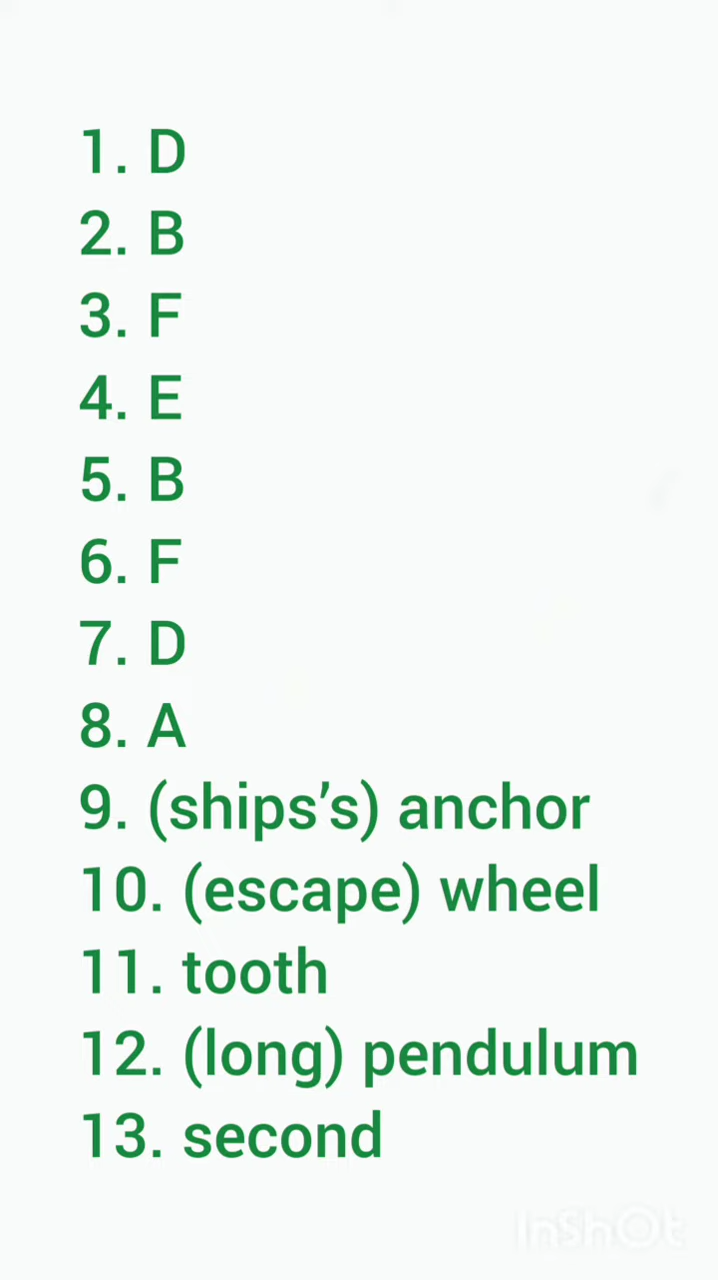 1. D
2. B
3. F
4. E
5. B
6. F
7. D
8. A
9. (ships’s) anchor
10. (escape) wheel
11. tooth
12. (long) pendulum
13. second
InShOt